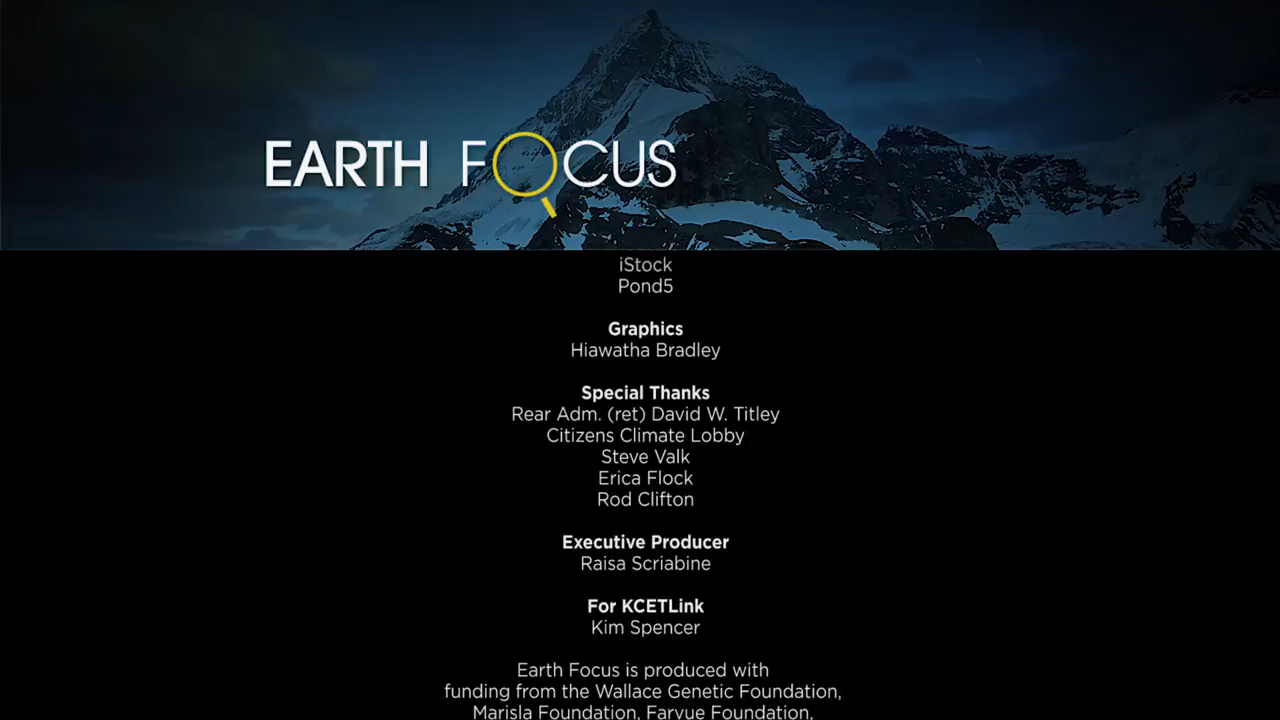 EARTH FOCUS
iStock
Pond5
Graphics
Hiawatha Bradley
Special Thanks
Rear Adm. (ret) David W. Titley
Citizens Climate Lobby
Steve Valk
Erica Flock
Rod Clifton
Executive Producer
Raisa Scriabine
For KCETLink
Kim Spencer
Earth Focus is produced with
funding from the Wallace Genetic Foundation,
Marisla Foundation, Farvue Foundation,